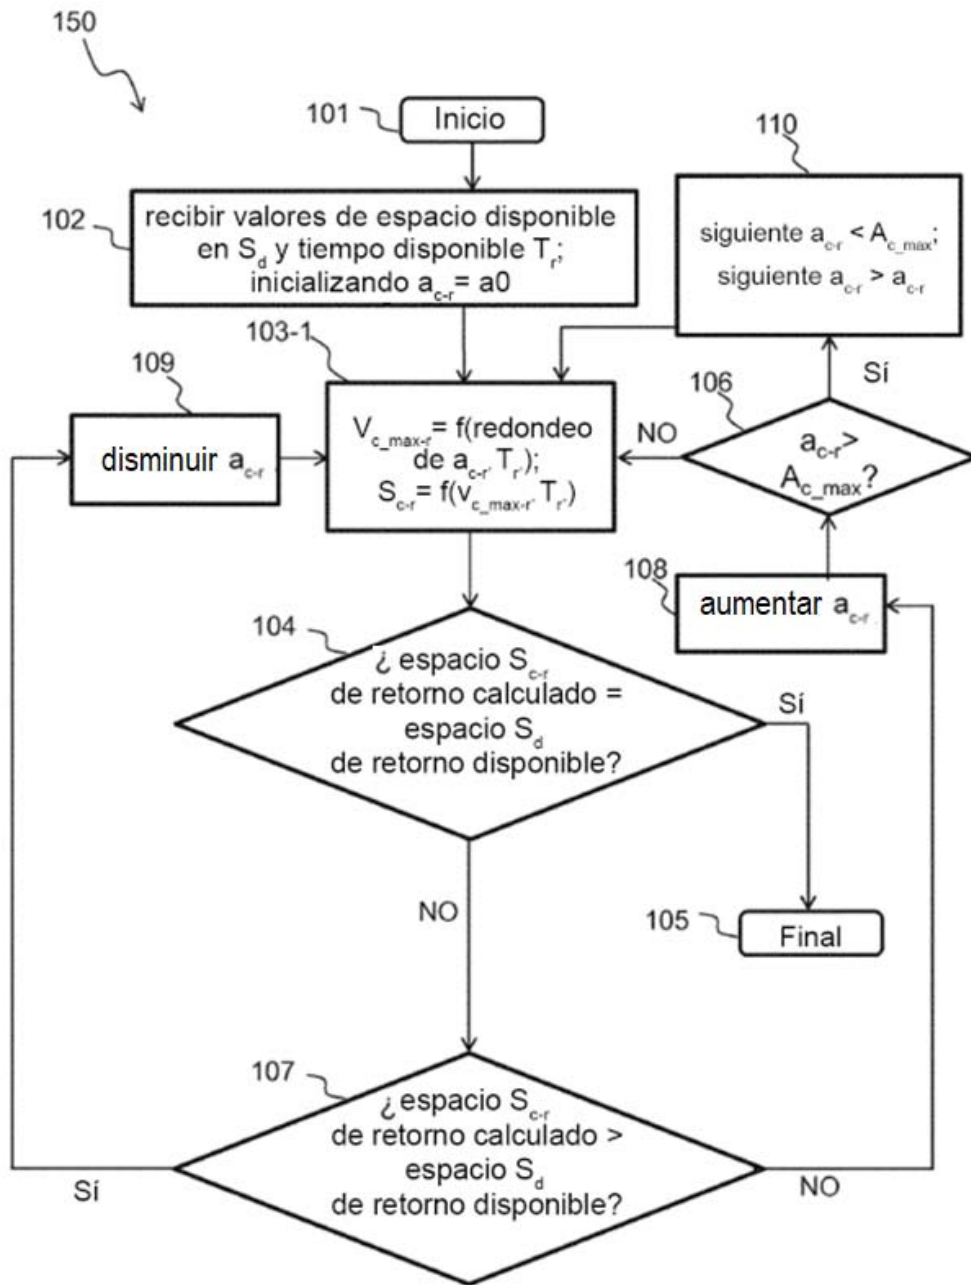 150
101
Inicio
110
102
recibir valores de espacio disponible
en S_d y tiempo disponible T_r;
inicializando a_c-r = a0
siguiente a_c-r < A_c_max;
siguiente a_c-r > a_c-r
103-1
109
disminuir a_c-r
V_c_max-r = f(redondeo
de a_c-r, T_r);
S_c-r = f(v_c_max-r, T_r)
Sí
106
NO
a_c-r >
A_c_max?
108
aumentar a_c-r
104
¿ espacio S_c-r
de retorno calculado =
espacio S_d
de retorno disponible?
Sí
NO
105
Final
107
¿espacio S_c-r
de retorno calculado >
espacio S_d
de retorno disponible?
Sí
NO